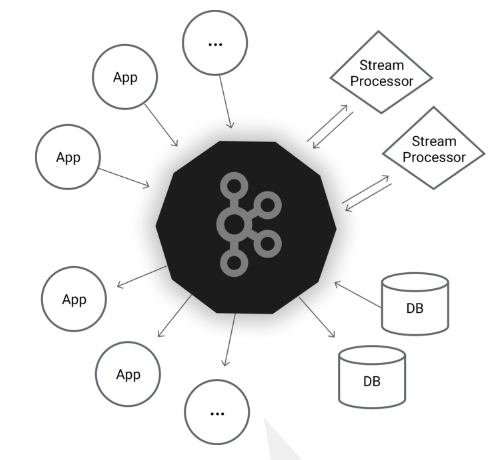 ...
App
App
Stream
Processor
Stream
Processor
App
App
...
DB
DB